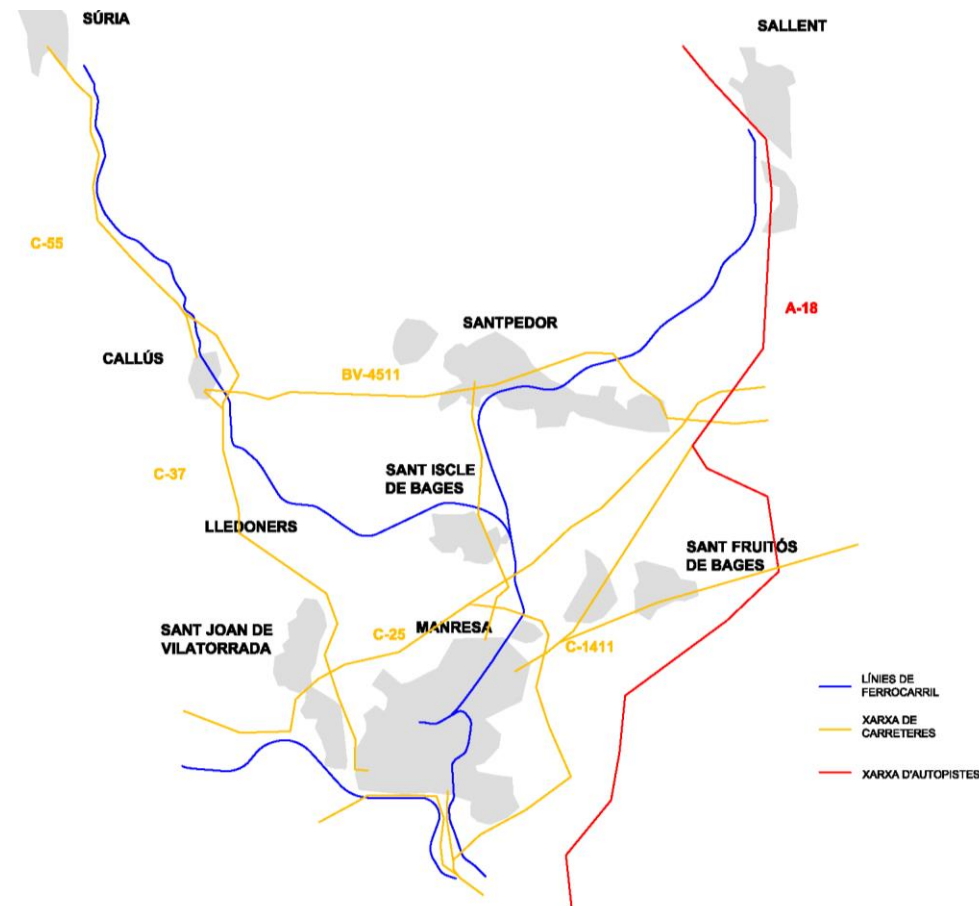 SÚRIA
SALLENT
C-55
A-18
SANTPEDOR
CALLÚS
BV-4511
C-37
SANT ISCLE
DE BAGES
LLEDONERS
SANT FRUITÓS
DE BAGES
SANT JOAN DE
VILATORRADA
C-25
MANRESA
C-1411
LÍNIES DE
FERROCARRIL
XARXA DE
CARRETERES
XARXA D'AUTOPISTES